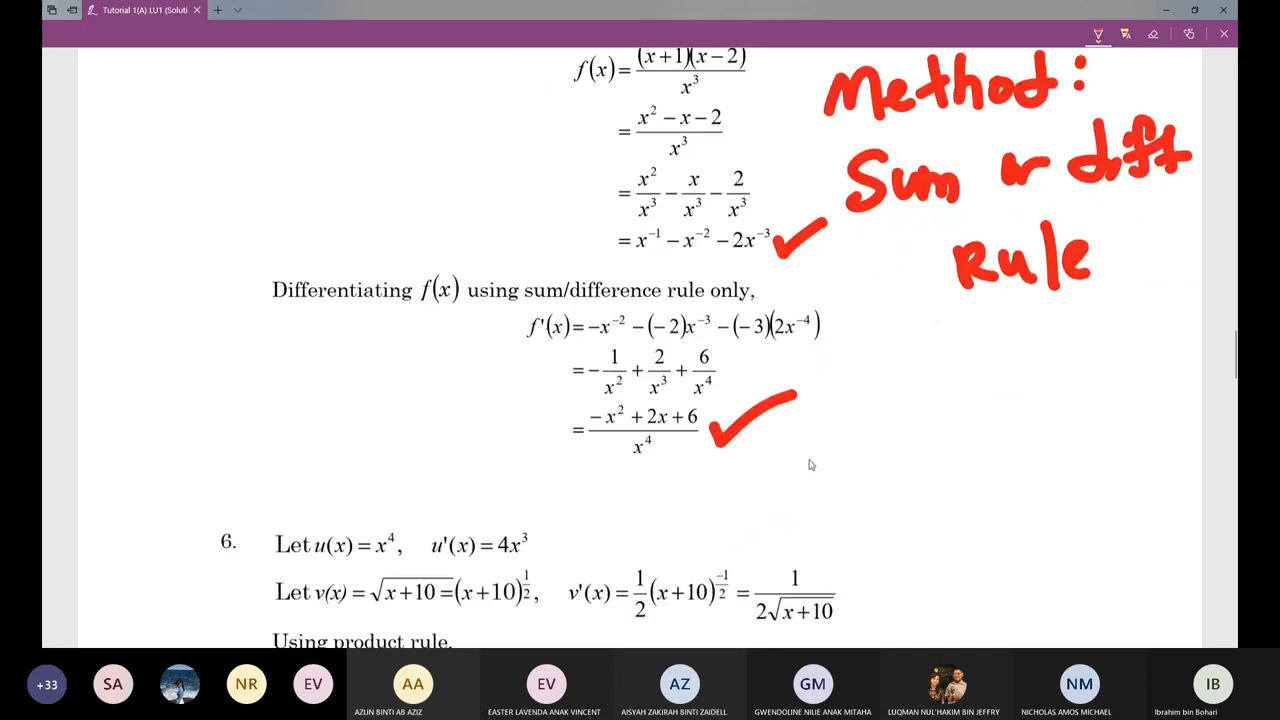 Tutorial 1(A) LU1 (Soluti
f(x) = (x+1)(x−2) / x³
= (x² − x − 2) / x³
= x²/x³ − x/x³ − 2/x³
= x⁻¹ − x⁻² − 2x⁻³
Method:
Sum or diff
Rule
Differentiating f(x) using sum/difference rule only,
f'(x) = −x⁻² − (−2)x⁻³ − (−3)(2x⁻⁴)
= −1/x² + 2/x³ + 6/x⁴
= (−x² + 2x + 6) / x⁴
6. Let u(x) = x⁴, u'(x) = 4x³
Let v(x) = √(x+10 =) (x+10)^(1/2), v'(x) = 1/2 (x+10)^(−1/2) = 1 / (2√(x+10))
Using product rule,
+33 SA NR EV AA EV AZ GM NM IB
AZLIN BINTI AB AZIZ EASTER LAVENDA ANAK VINCENT AISYAH ZAKIRAH BINTI ZAIDELL GWENDOLINE NILIE ANAK MITAHA LUQMAN NUL'HAKIM BIN JEFFRY NICHOLAS AMOS MICHAEL Ibrahim bin Bohari